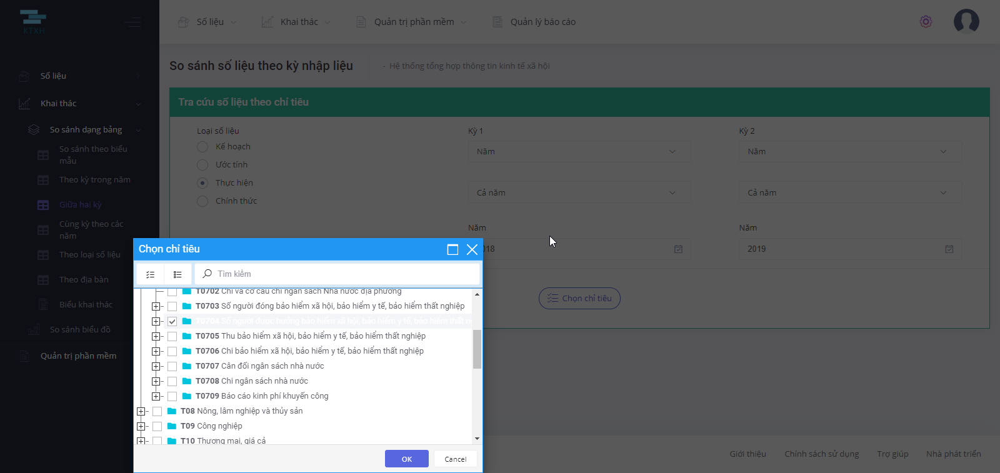 KTXH
Số liệu
Khai thác
Quản trị phần mềm
Quản lý báo cáo
So sánh số liệu theo kỳ nhập liệu
- Hệ thống tổng hợp thông tin kinh tế xã hội
Số liệu
Khai thác
So sánh dạng bảng
So sánh theo biểu
mẫu
Theo kỳ trong năm
Giữa hai kỳ
Cùng kỳ theo các
năm
Theo loại số liệu
Theo địa bàn
Biểu khai thác
So sánh biểu đồ
Quản trị phần mềm
Tra cứu số liệu theo chỉ tiêu
Loại số liệu
Kế hoạch
Ước tính
Thực hiện
Chính thức
Kỳ 1
Năm
Cả năm
Năm
018
Kỳ 2
Năm
Cả năm
Năm
2019
Chọn chỉ tiêu
Chọn chỉ tiêu
Tìm kiếm
T0702 Chi và cơ cấu chi ngân sách Nhà nước địa phương
T0703 Số người đóng bảo hiểm xã hội, bảo hiểm y tế, bảo hiểm thất nghiệp
T0704 Số người được hưởng bảo hiểm xã hội, bảo hiểm y tế, bảo hiểm thất ng
T0705 Thu bảo hiểm xã hội, bảo hiểm y tế, bảo hiểm thất nghiệp
T0706 Chi bảo hiểm xã hội, bảo hiểm y tế, bảo hiểm thất nghiệp
T0707 Cân đối ngân sách nhà nước
T0708 Chi ngân sách nhà nước
T0709 Báo cáo kinh phí khuyến công
T08 Nông, lâm nghiệp và thủy sản
T09 Công nghiệp
T10 Thương mại, giá cả
OK
Cancel
Giới thiệu
Chính sách sử dụng
Trợ giúp
Nhà phát triển